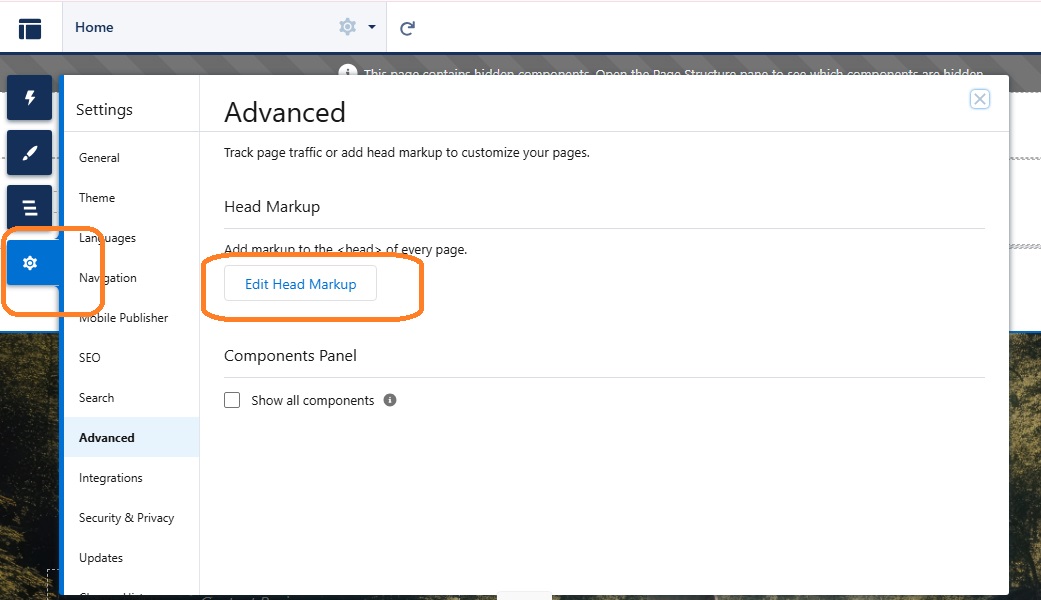 Home
This page contains hidden components. Open the Page Structure pane to see which components are hidden.
Settings
General
Theme
Languages
Navigation
Mobile Publisher
SEO
Search
Advanced
Integrations
Security & Privacy
Updates
Advanced
Track page traffic or add head markup to customize your pages.
Head Markup
Add markup to the <head> of every page.
Edit Head Markup
Components Panel
Show all components